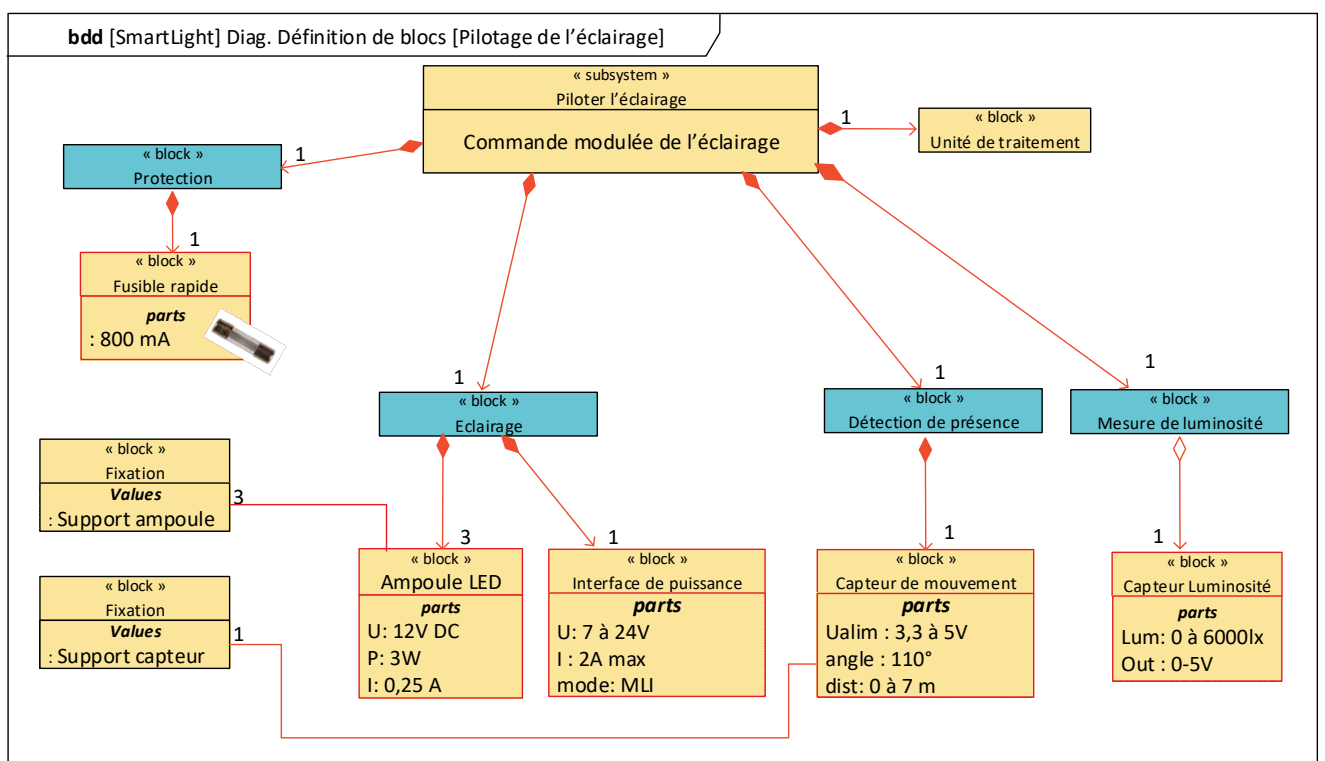 bdd [SmartLight] Diag. Définition de blocs [Pilotage de l'éclairage]
« subsystem »
Piloter l'éclairage
Commande modulée de l'éclairage
1
« block »
Unité de traitement
« block »
Protection
1
1
« block »
Fusible rapide
parts
: 800 mA
1
« block »
Eclairage
1
« block »
Détection de présence
1
« block »
Mesure de luminosité
« block »
Fixation
Values
: Support ampoule
3
« block »
Fixation
Values
: Support capteur
1
3
« block »
Ampoule LED
parts
U: 12V DC
P: 3W
I: 0,25 A
1
« block »
Interface de puissance
parts
U: 7 à 24V
I : 2A max
mode: MLI
1
« block »
Capteur de mouvement
parts
Ualim : 3,3 à 5V
angle : 110°
dist: 0 à 7 m
1
« block »
Capteur Luminosité
parts
Lum: 0 à 6000lx
Out : 0-5V